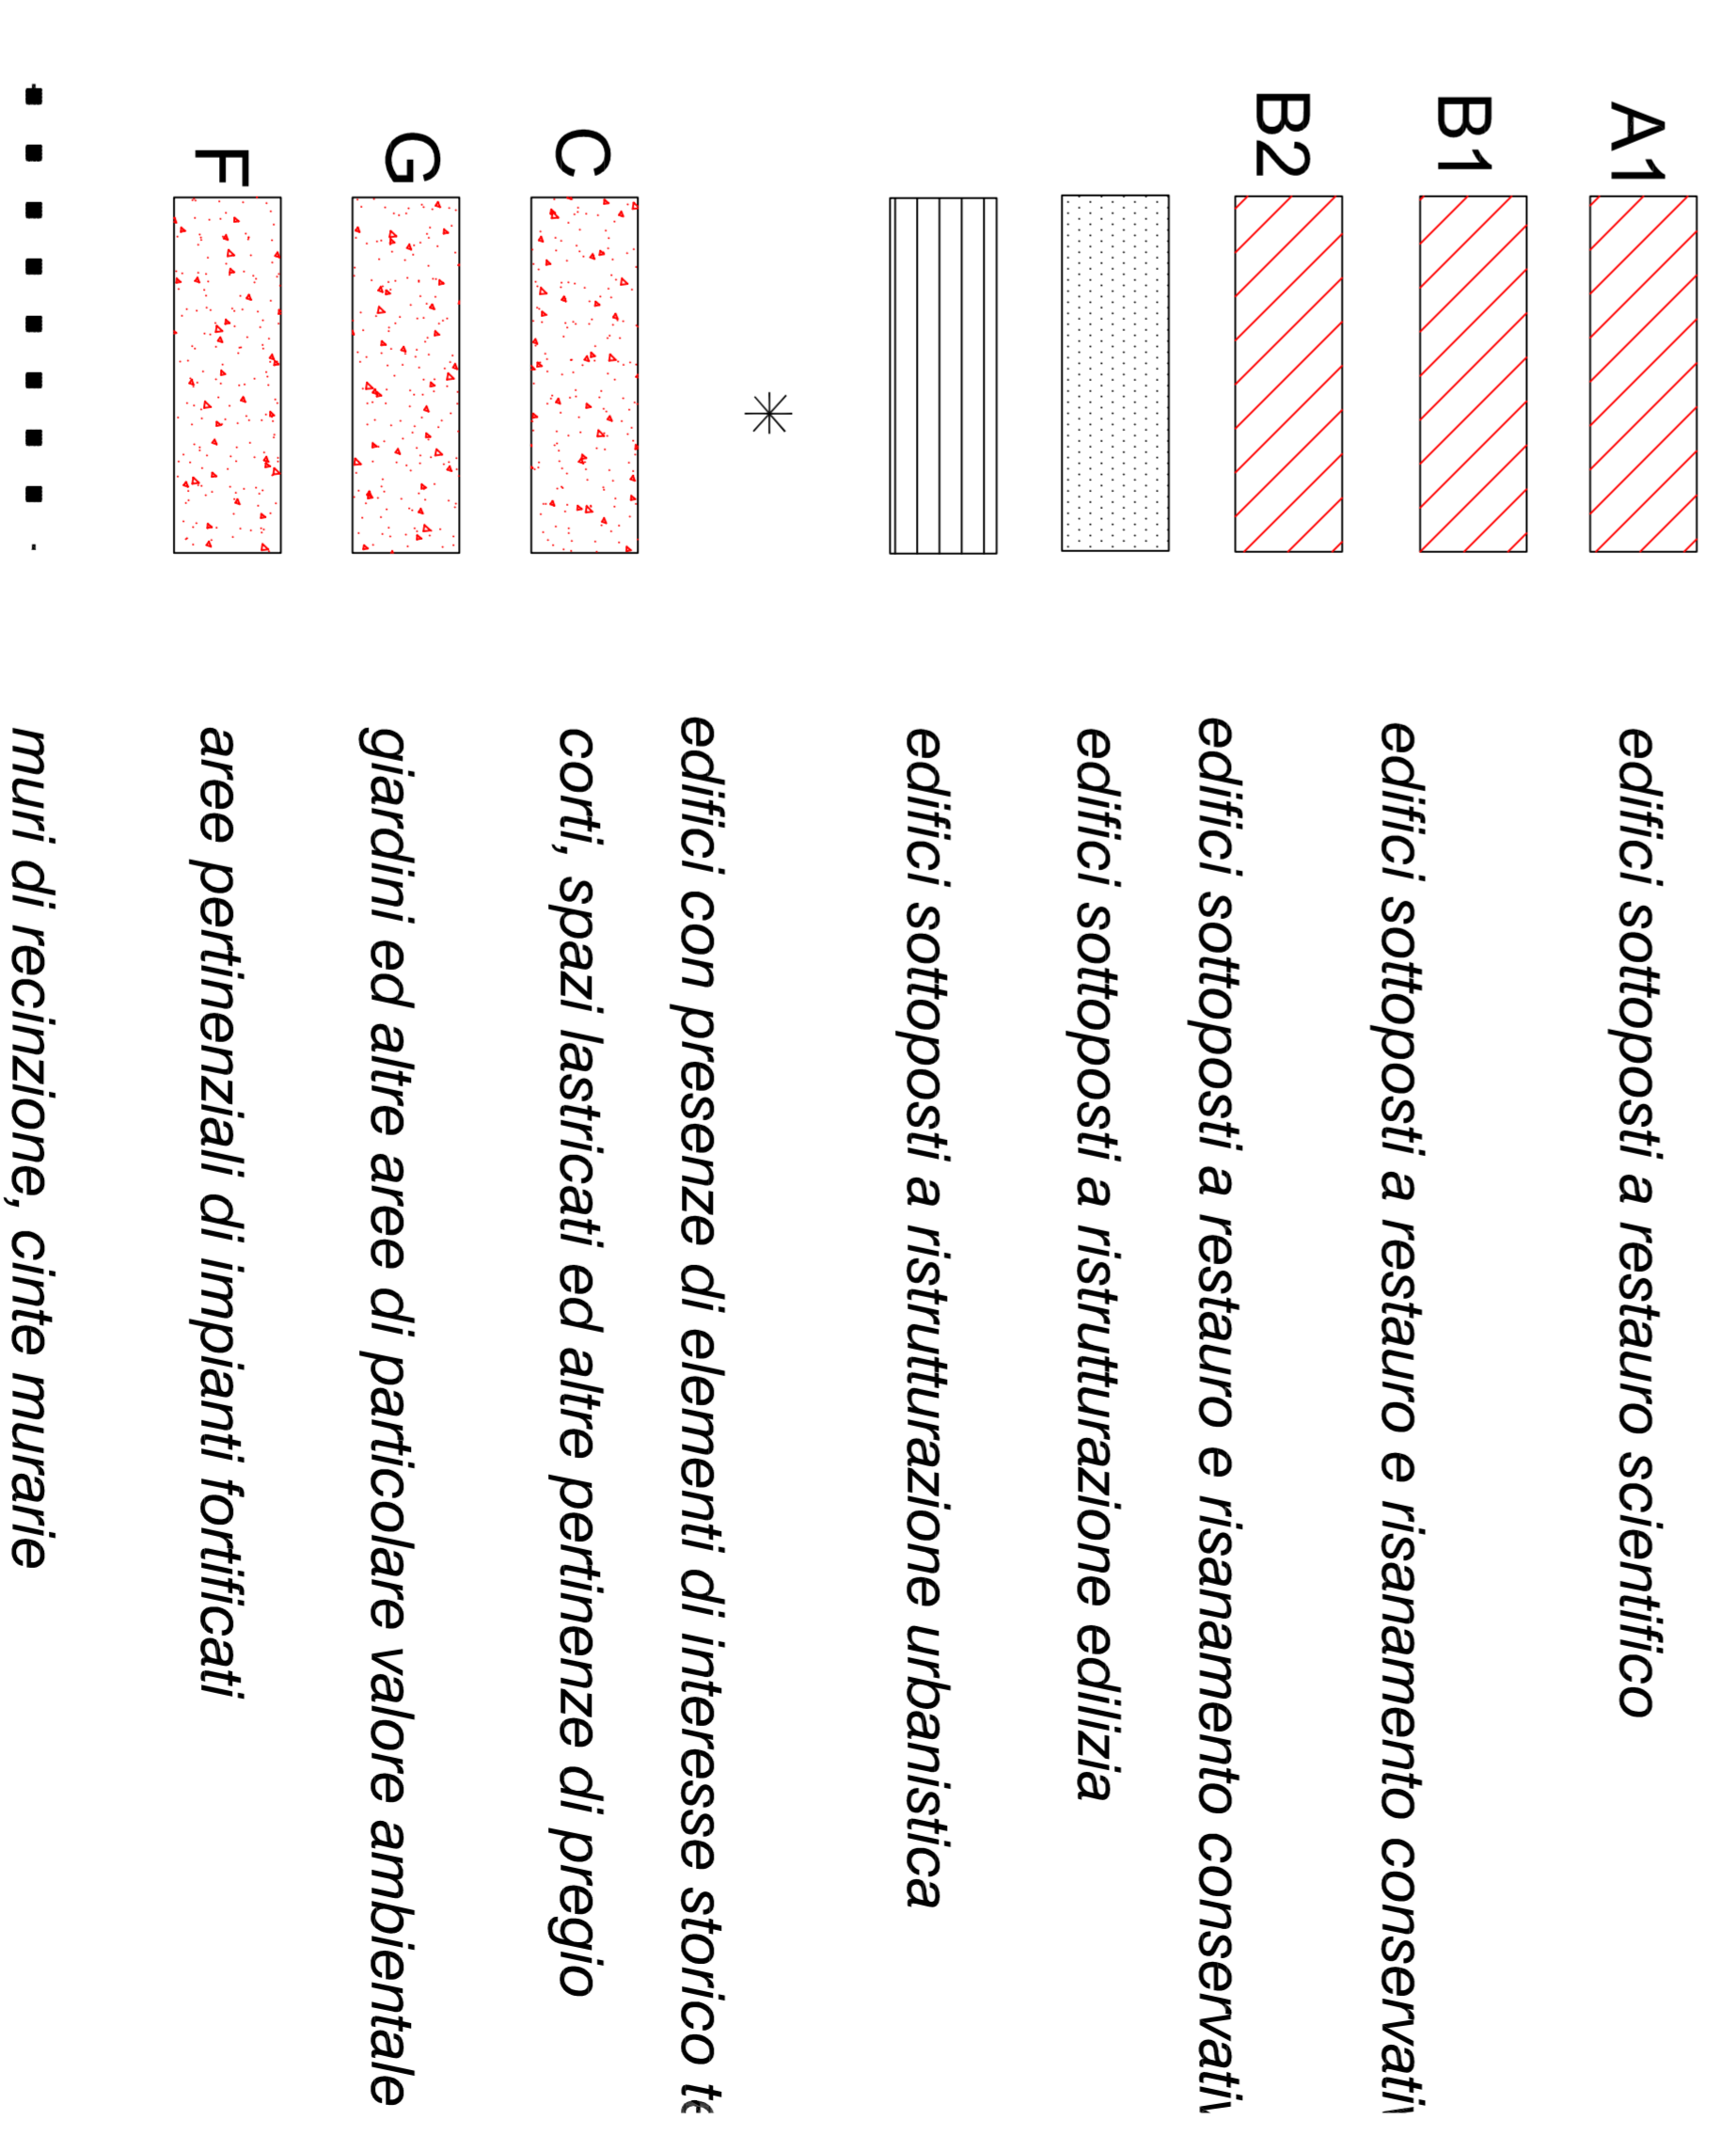 A1 edifici sottoposti a restauro scientifico
B1 edifici sottoposti a restauro e risanamento
B2 edifici sottoposti a restauro e risanamento
edifici sottoposti a ristrutturazione edilizia
edifici sottoposti a ristrutturazione urbanistica
edifici con presenze di elementi di interesse storico
C corti, spazi lastricati ed altre pertinenze di pregio
G giardini ed altre aree di particolare valore ambientale
F aree pertinenziali di impianti fortificati
muri di recinzione, cinte murarie